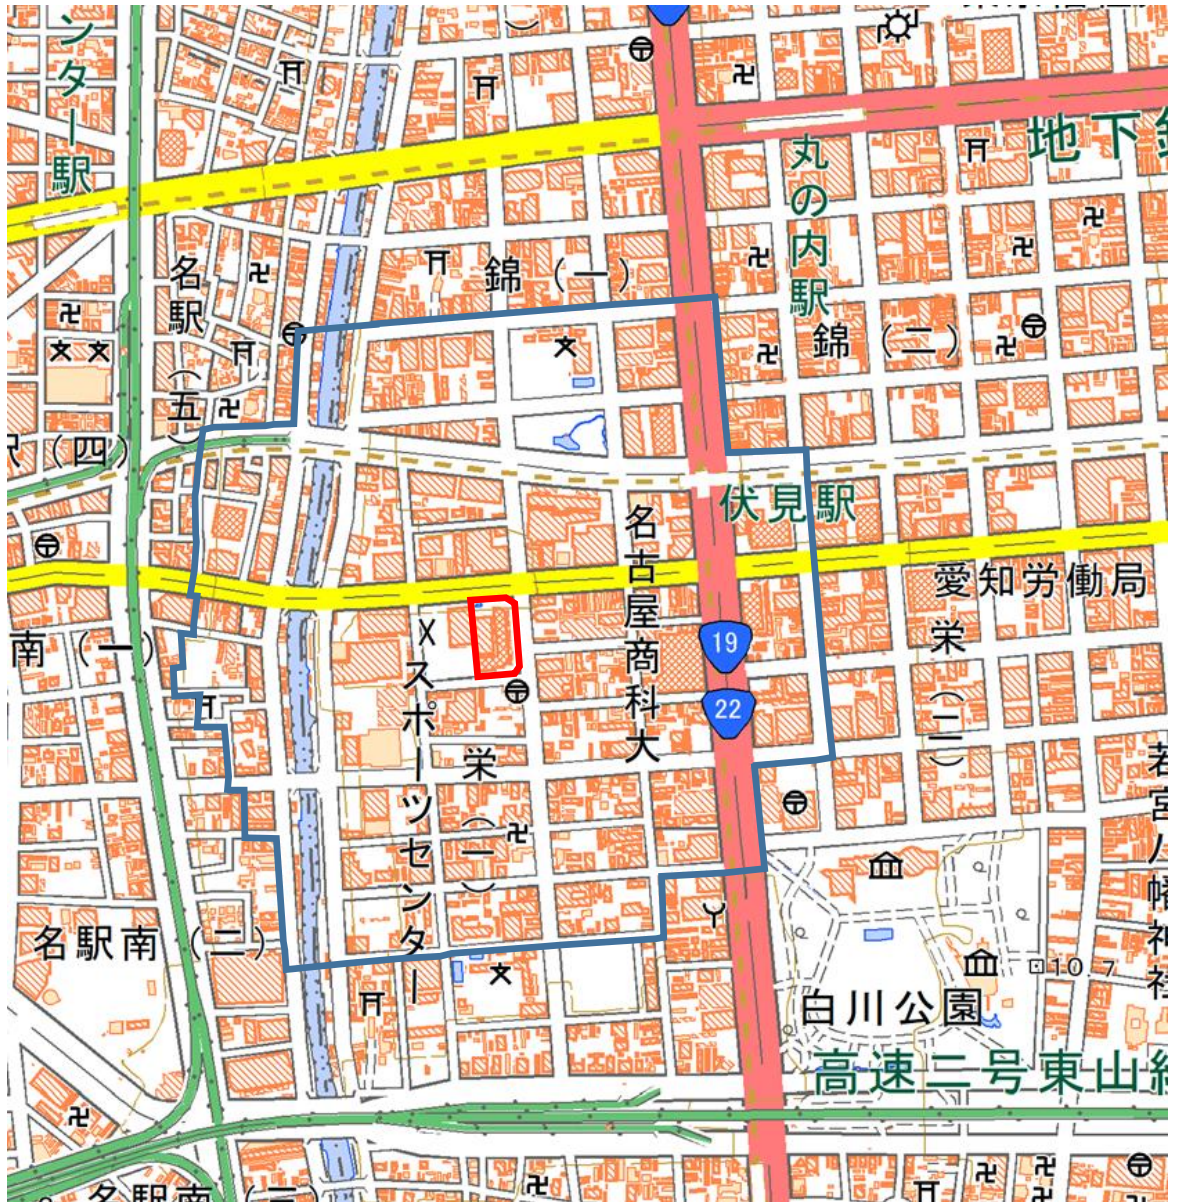 ンター駅
丸の内駅
地下鉄
名駅（五）
錦（一）
錦（二）
駅（四）
伏見駅
名古屋商科大
愛知労働局
南（一）
Xスポーツセンター
19
22
栄（一）
栄（二）
若宮八幡神社
名駅南（二）
10.7
白川公園
高速二号東山線
名駅南（三）